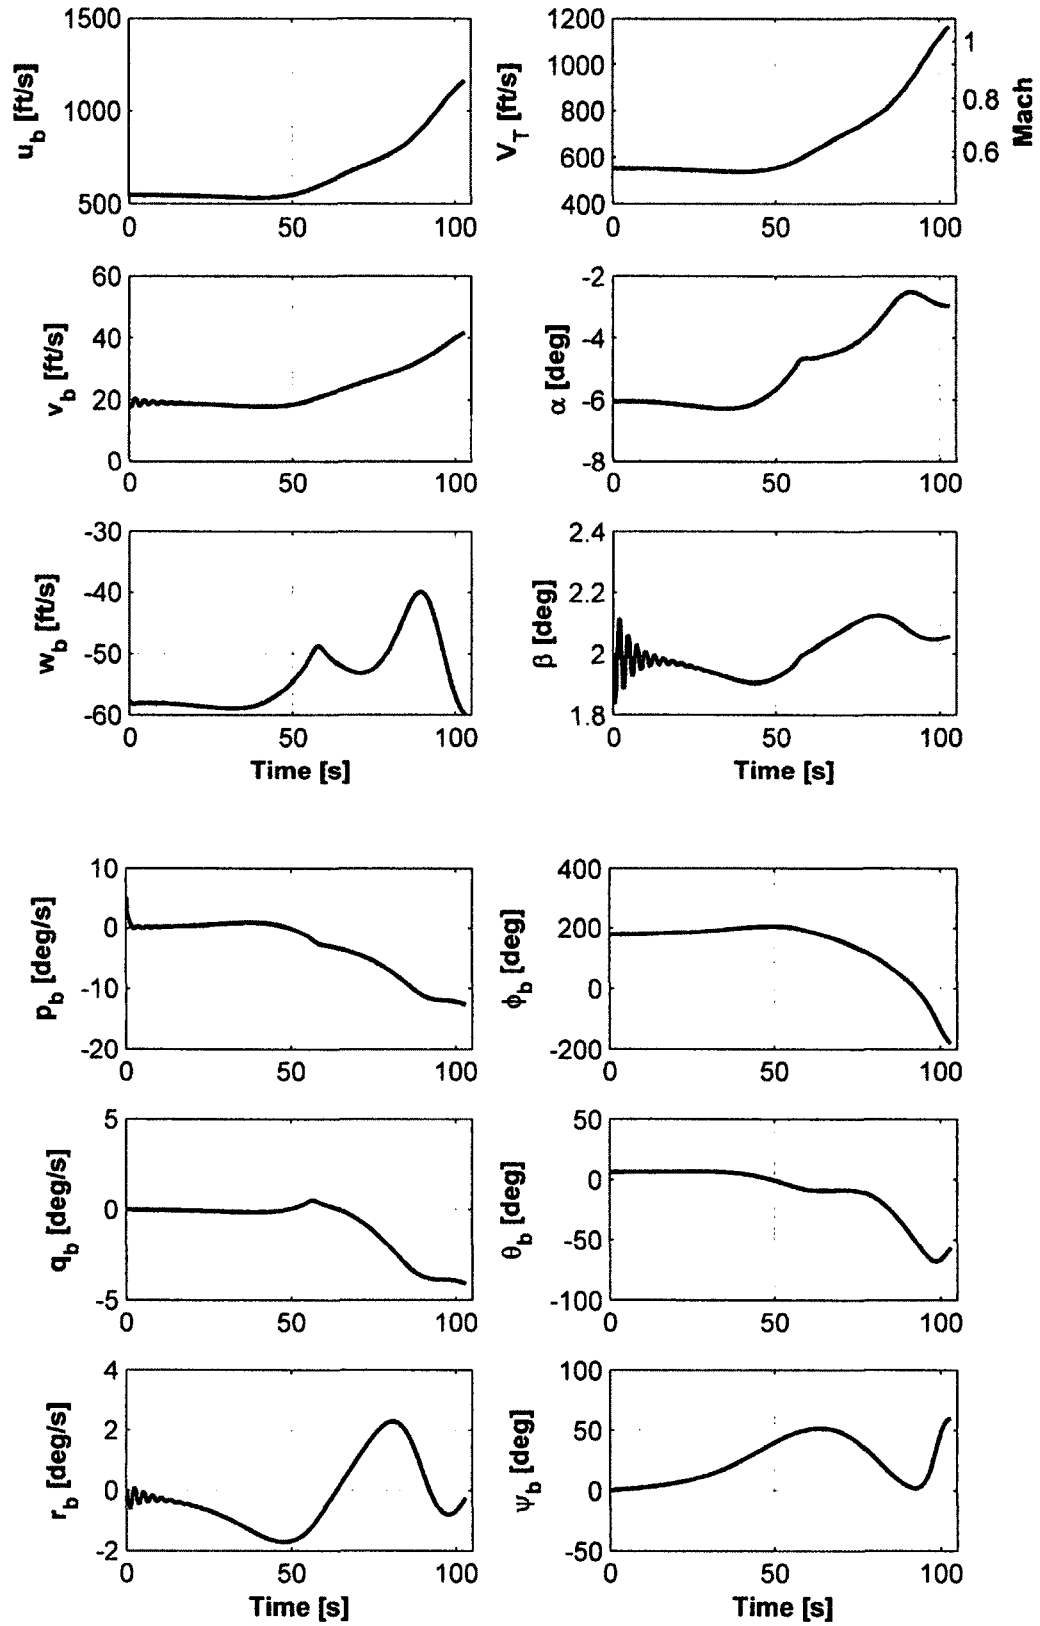 u_b [ft/s]
1500
1000
500
0 50 100
V_T [ft/s]
1200
1000
800
600
400
0 50 100
1
0.8
0.6
Mach
v_b [ft/s]
60
40
20
0
0 50 100
α [deg]
-2
-4
-6
-8
0 50 100
w_b [ft/s]
-30
-40
-50
-60
0 50 100
Time [s]
β [deg]
2.4
2.2
2
1.8
0 50 100
Time [s]
p_b [deg/s]
10
0
-10
-20
0 50 100
ϕ_b [deg]
400
200
0
-200
0 50 100
q_b [deg/s]
5
0
-5
0 50 100
θ_b [deg]
50
0
-50
-100
0 50 100
r_b [deg/s]
4
2
0
-2
0 50 100
Time [s]
ψ_b [deg]
100
50
0
-50
0 50 100
Time [s]